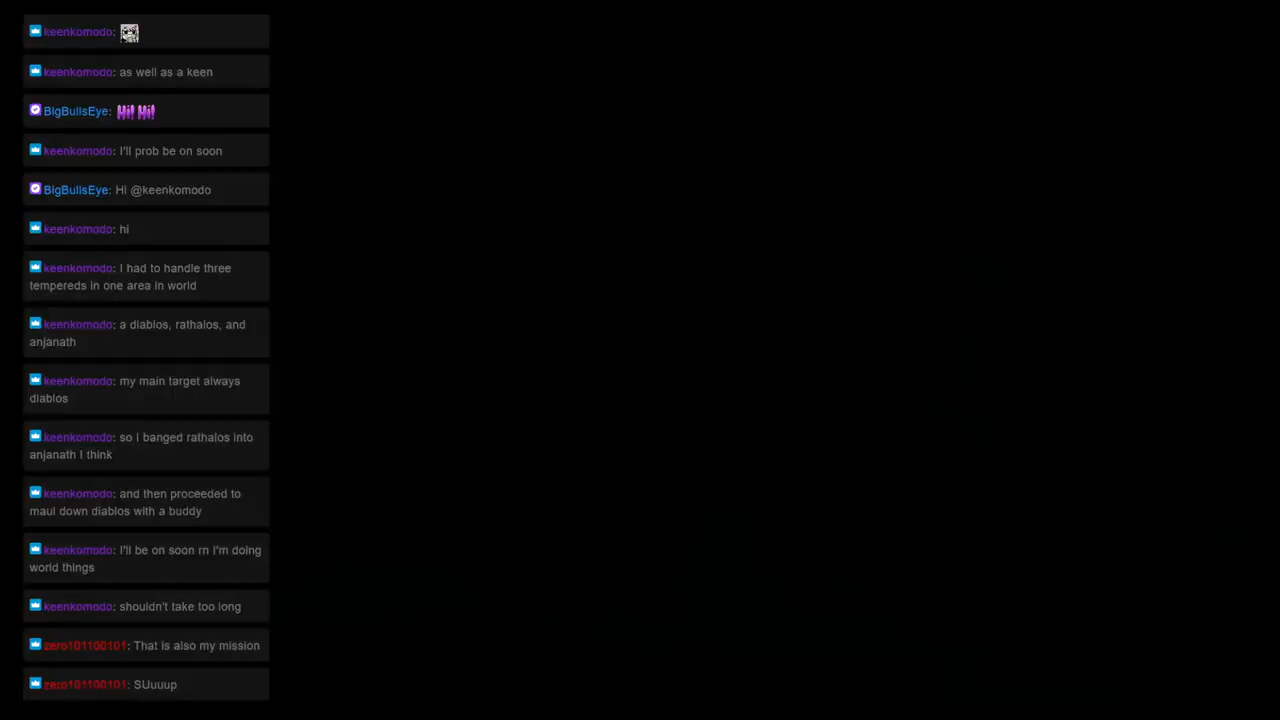 keenkomodo:
keenkomodo: as well as a keen
BigBullsEye: Hi! Hi!
keenkomodo: I'll prob be on soon
BigBullsEye: Hi @keenkomodo
keenkomodo: hi
keenkomodo: I had to handle three
tempereds in one area in world
keenkomodo: a diablos, rathalos, and
anjanath
keenkomodo: my main target always
diablos
keenkomodo: so I banged rathalos into
anjanath I think
keenkomodo: and then proceeded to
maul down diablos with a buddy
keenkomodo: I'll be on soon rn I'm doing
world things
keenkomodo: shouldn't take too long
zero101100101: That is also my mission
zero101100101: SUuuup